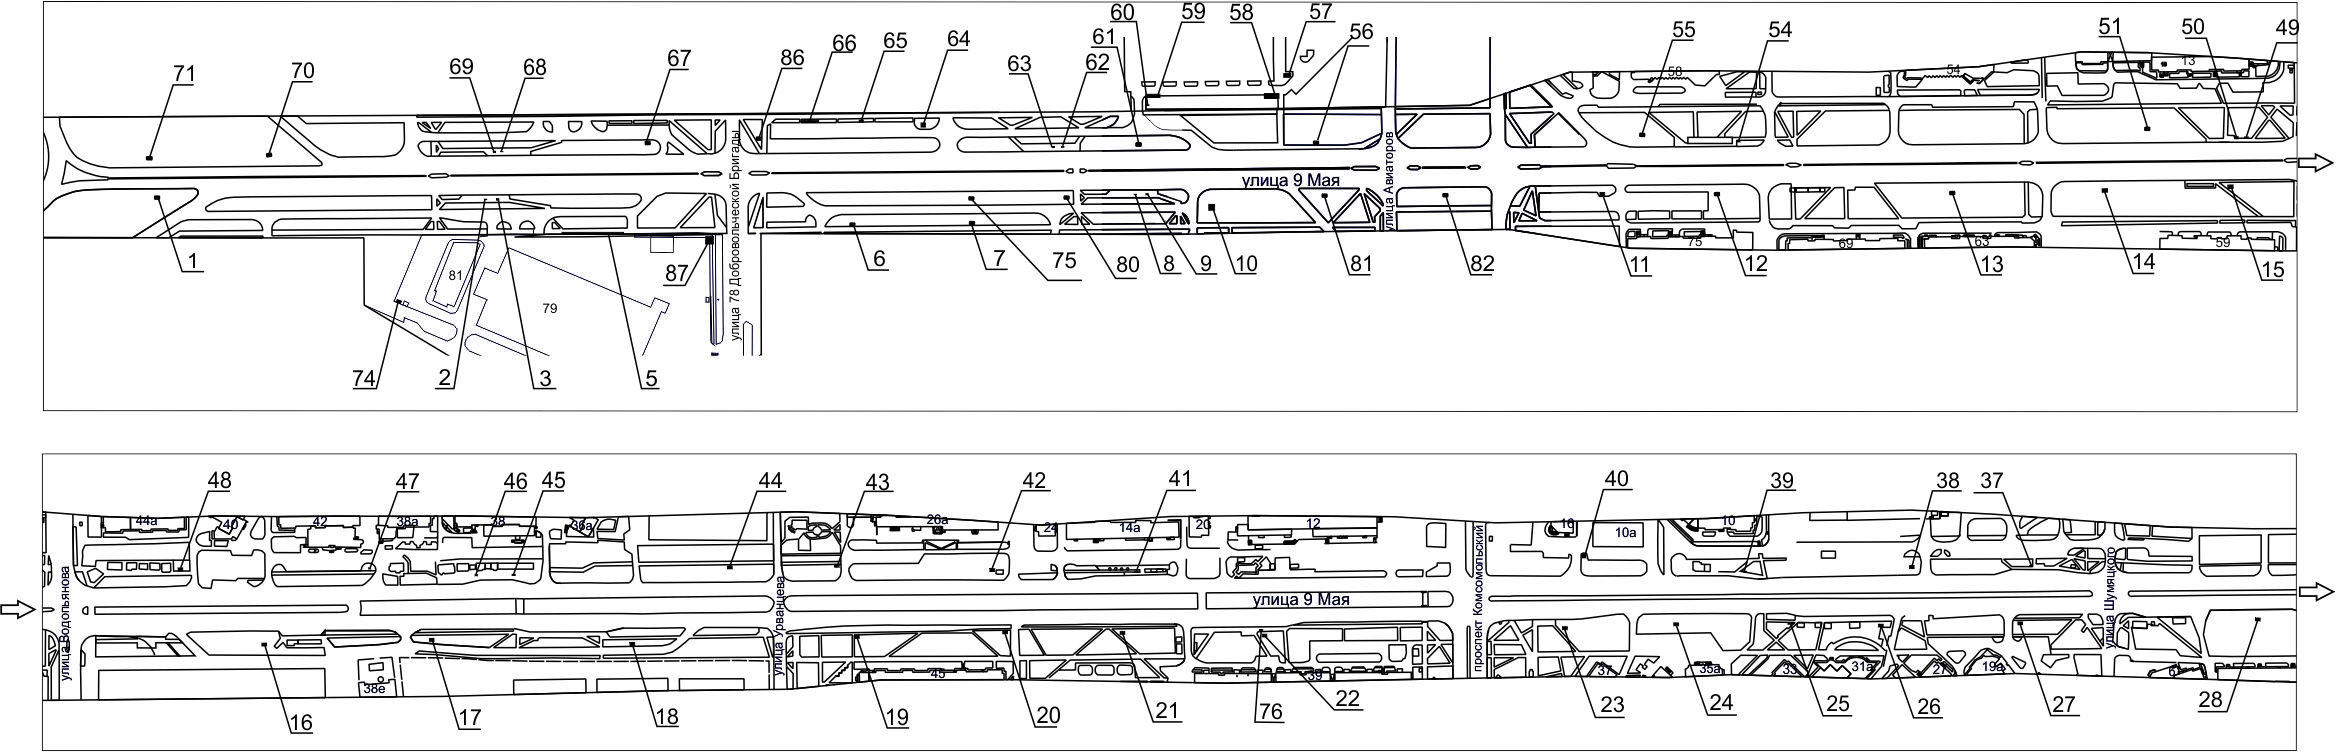 60 59 58 57
56
71 70 69 68 67 66 65 64 86 63 62 61
55 54 51 50 49
58 54 13
улица 78 Добровольческой Бригады
улица 9 Мая
улица Авиаторов
75 69 63 59
1 87 6 7 75 80 8 9 10 81 82 11 12 13 14 15
81
79
74 2 3 5
48 47 46 45 44 43 42 41 40 39 38 37
44а 40 42 38а 38 36а 26а 24 14а 20 12 16 10а 10
улица Водопьянова
улица Урванцева
улица 9 Мая
проспект Комсомольский
улица Шумяцкого
38е 45 39 37 35а 33 31а 27 19а
16 17 18 19 20 21 76 22 23 24 25 26 27 28